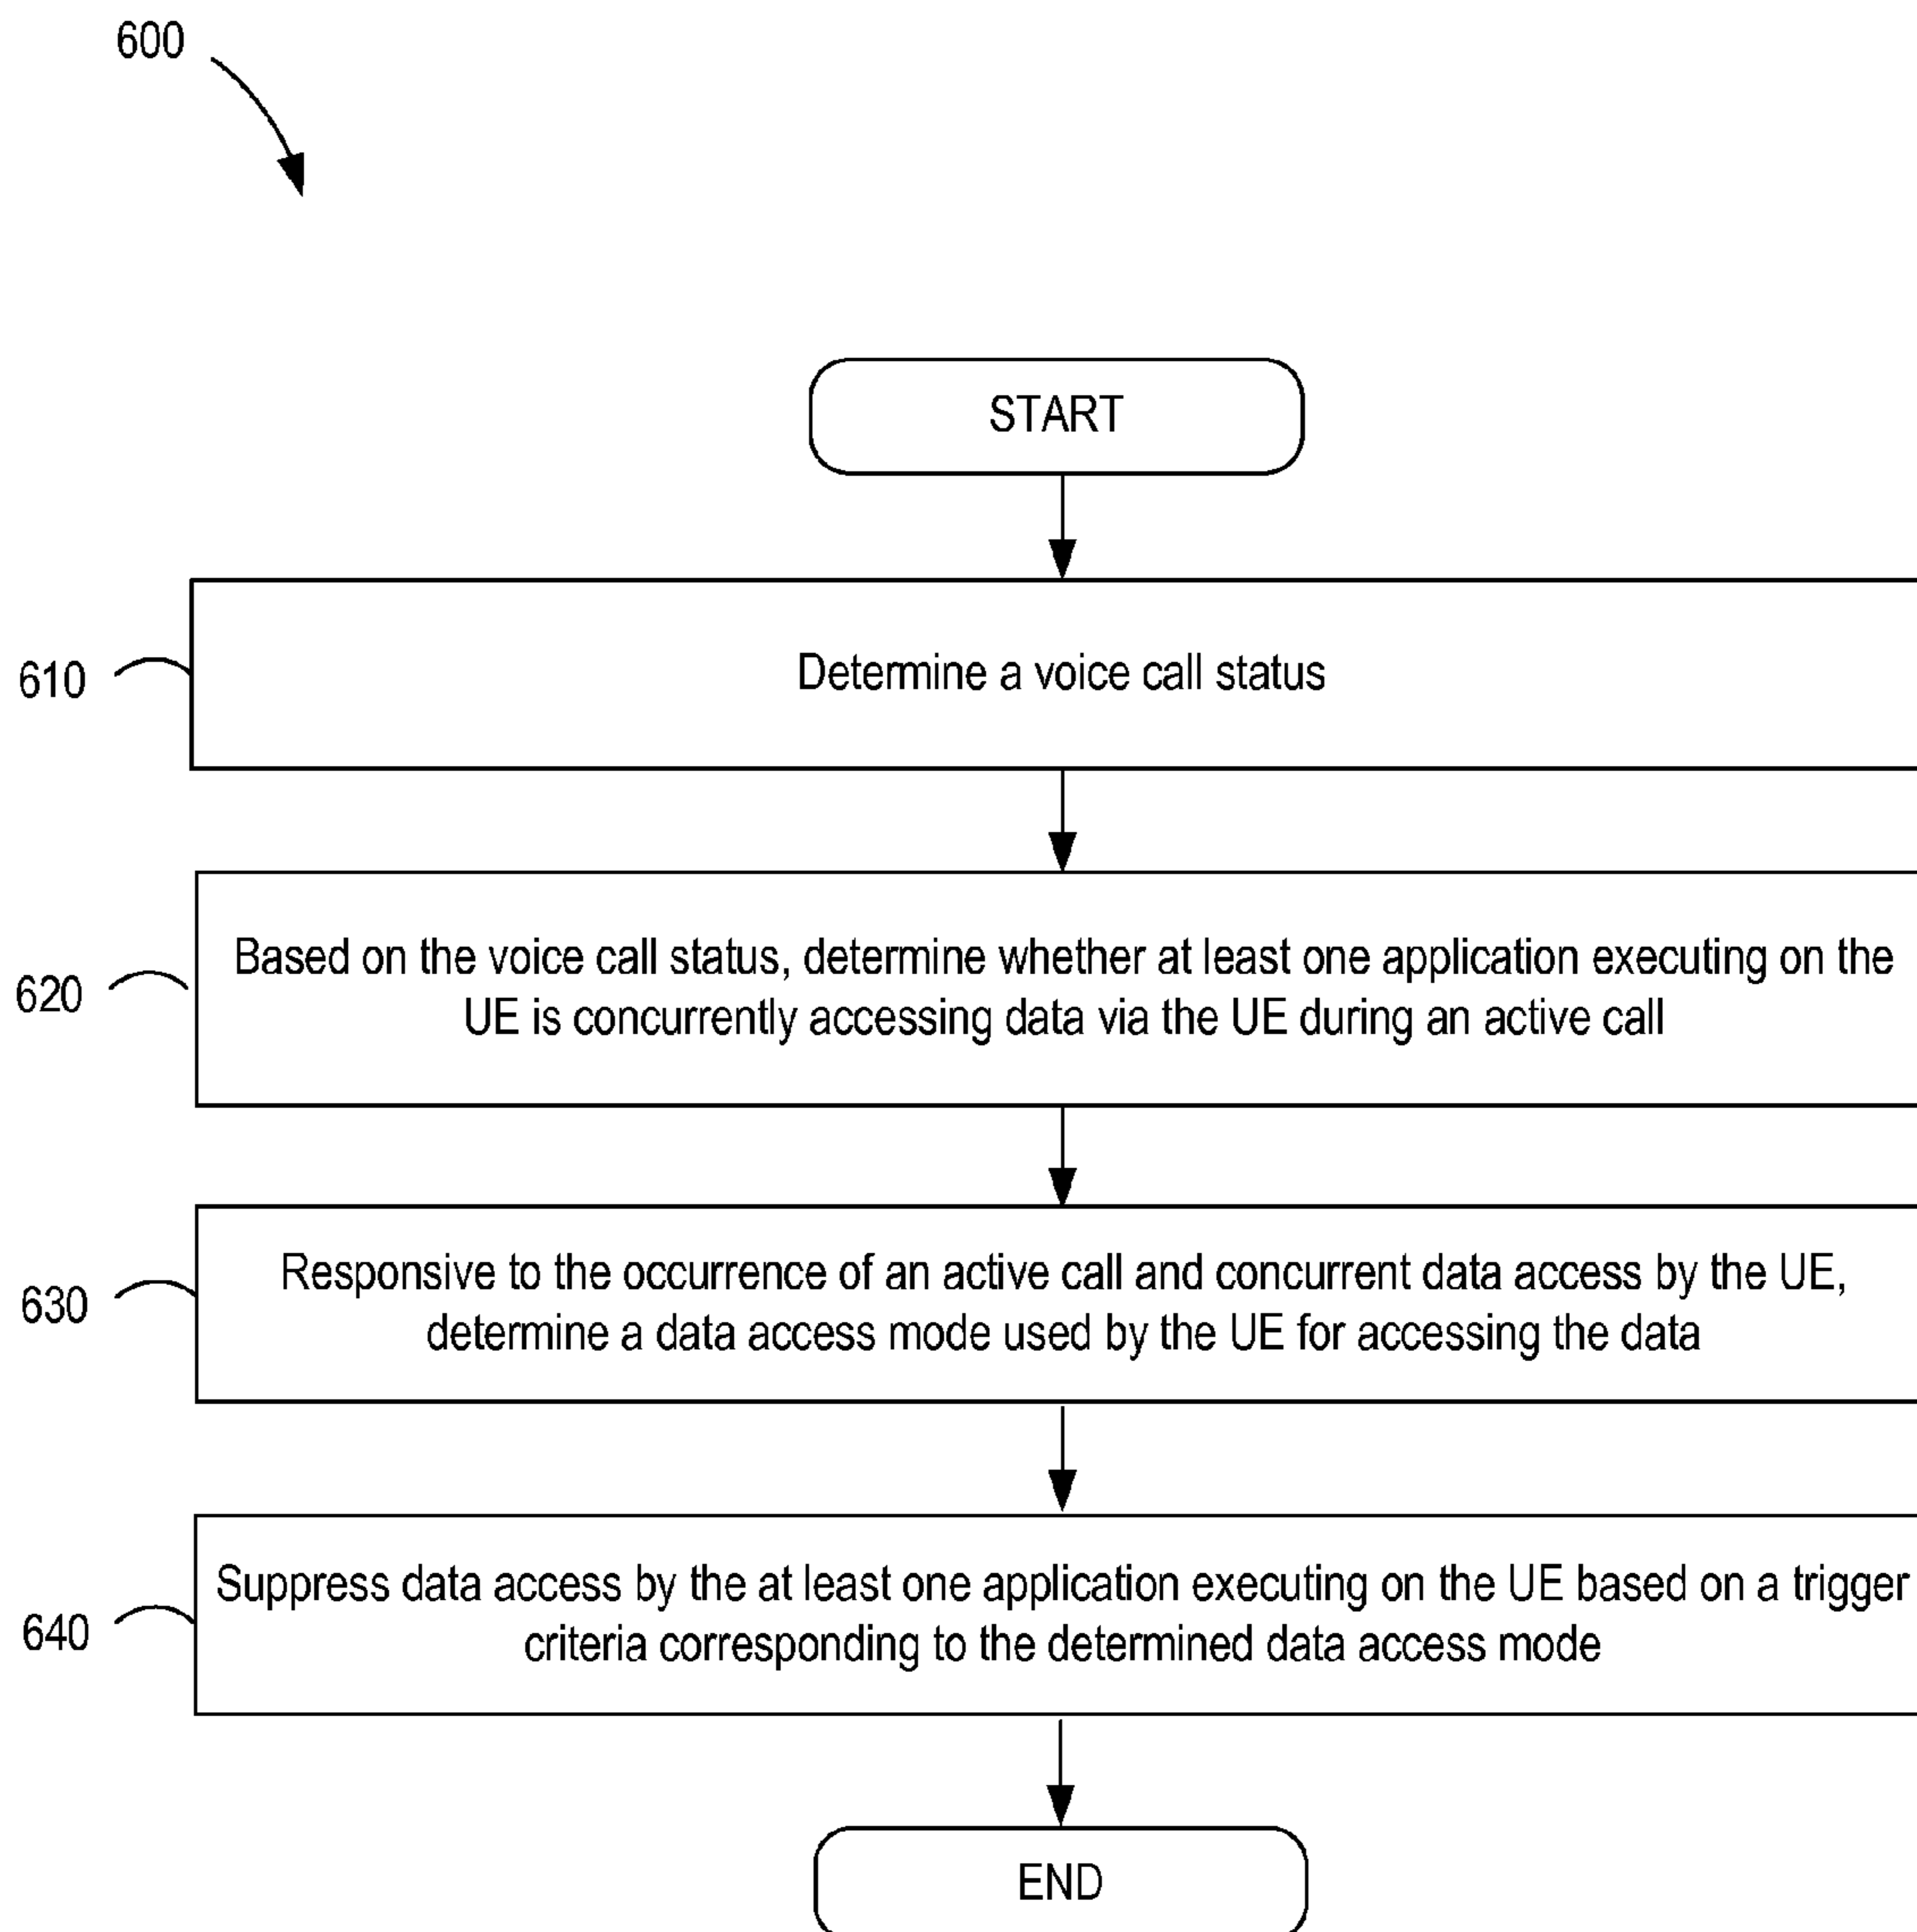 600
START
610
Determine a voice call status
620
Based on the voice call status, determine whether at least one application executing on the
UE is concurrently accessing data via the UE during an active call
630
Responsive to the occurrence of an active call and concurrent data access by the UE,
determine a data access mode used by the UE for accessing the data
640
Suppress data access by the at least one application executing on the UE based on a trigger
criteria corresponding to the determined data access mode
END